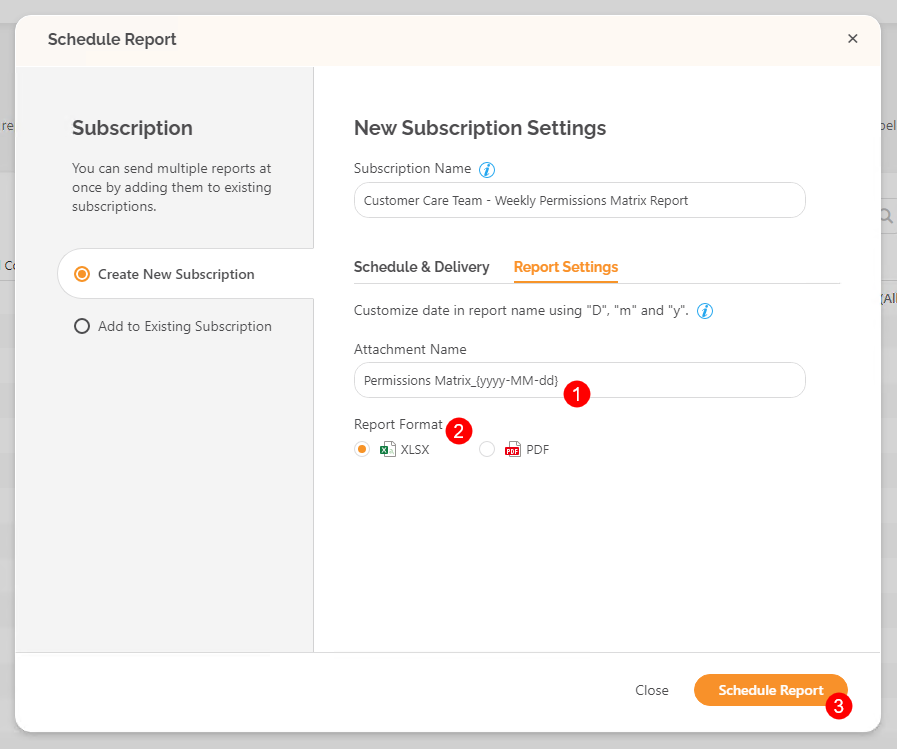 Schedule Report
×
Subscription
You can send multiple reports at
once by adding them to existing
subscriptions.
Create New Subscription
Add to Existing Subscription
New Subscription Settings
Subscription Name i
Customer Care Team - Weekly Permissions Matrix Report
Schedule & Delivery Report Settings
Customize date in report name using "D", "m" and "y". i
Attachment Name
Permissions Matrix_{yyyy-MM-dd}
1
Report Format 2
XLSX PDF PDF
Close Schedule Report
3